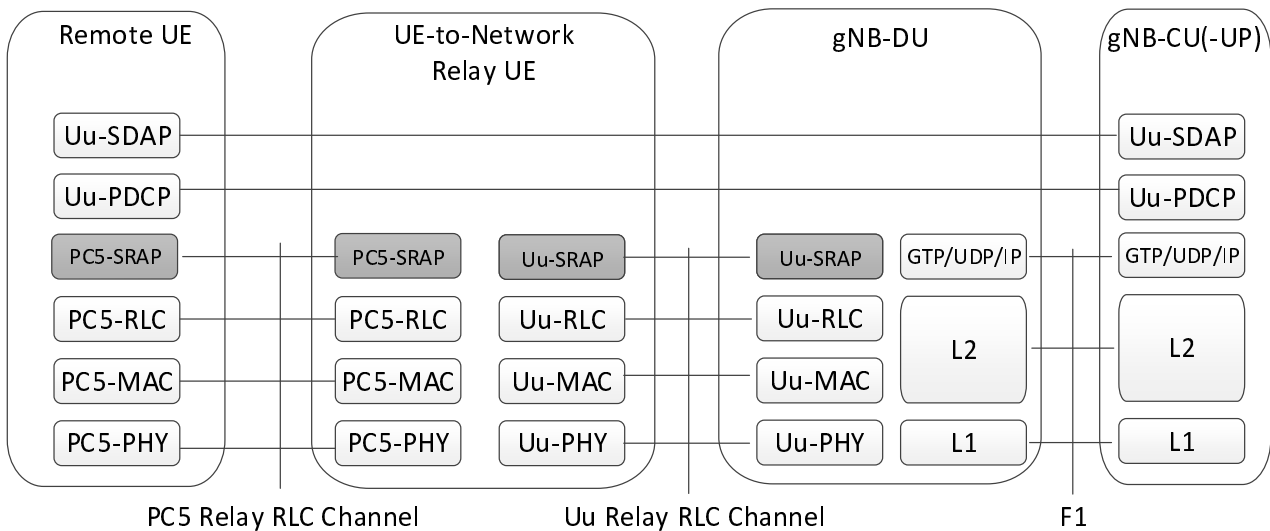 Remote UE
UE-to-Network
Relay UE
gNB-DU
gNB-CU(-UP)
Uu-SDAP
Uu-SDAP
Uu-PDCP
Uu-PDCP
PC5-SRAP
PC5-SRAP
Uu-SRAP
Uu-SRAP
GTP/UDP/IP
GTP/UDP/IP
PC5-RLC
PC5-RLC
Uu-RLC
Uu-RLC
L2
L2
PC5-MAC
PC5-MAC
Uu-MAC
Uu-MAC
PC5-PHY
PC5-PHY
Uu-PHY
Uu-PHY
L1
L1
PC5 Relay RLC Channel
Uu Relay RLC Channel
F1